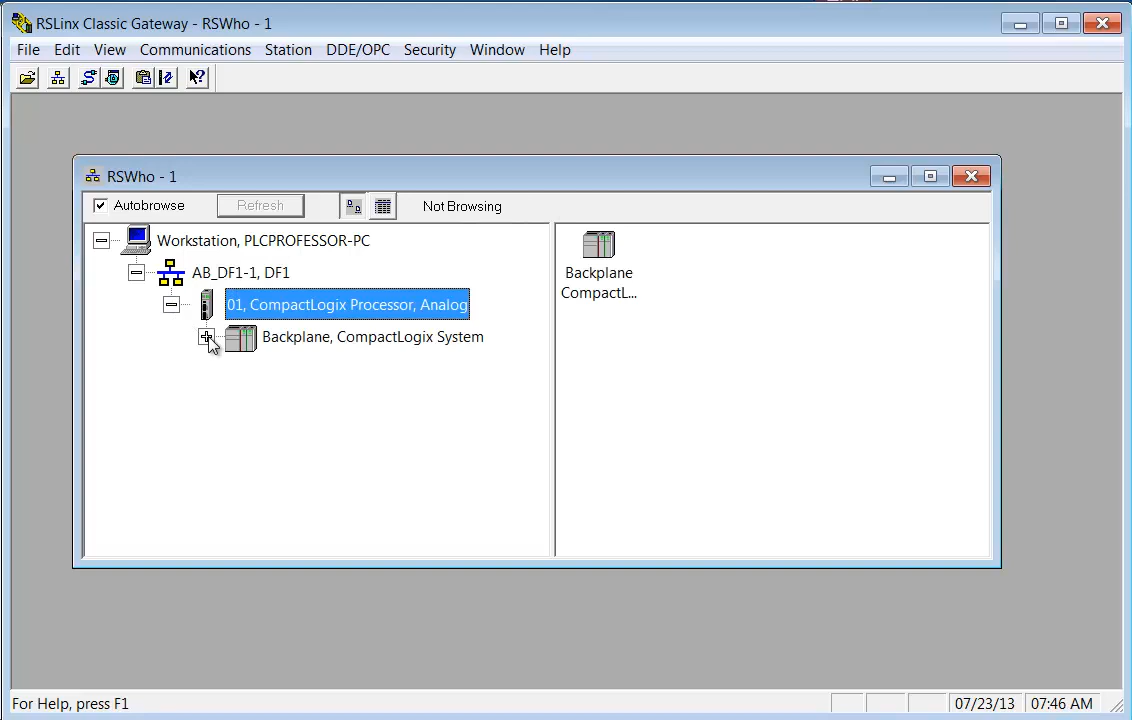 RSLinx Classic Gateway - RSWho - 1
File Edit View Communications Station DDE/OPC Security Window Help
RSWho - 1
Autobrowse Refresh Not Browsing
Workstation, PLCPROFESSOR-PC
AB_DF1-1, DF1
01, CompactLogix Processor, Analog
Backplane, CompactLogix System
Backplane
CompactL...
For Help, press F1 07/23/13 07:46 AM